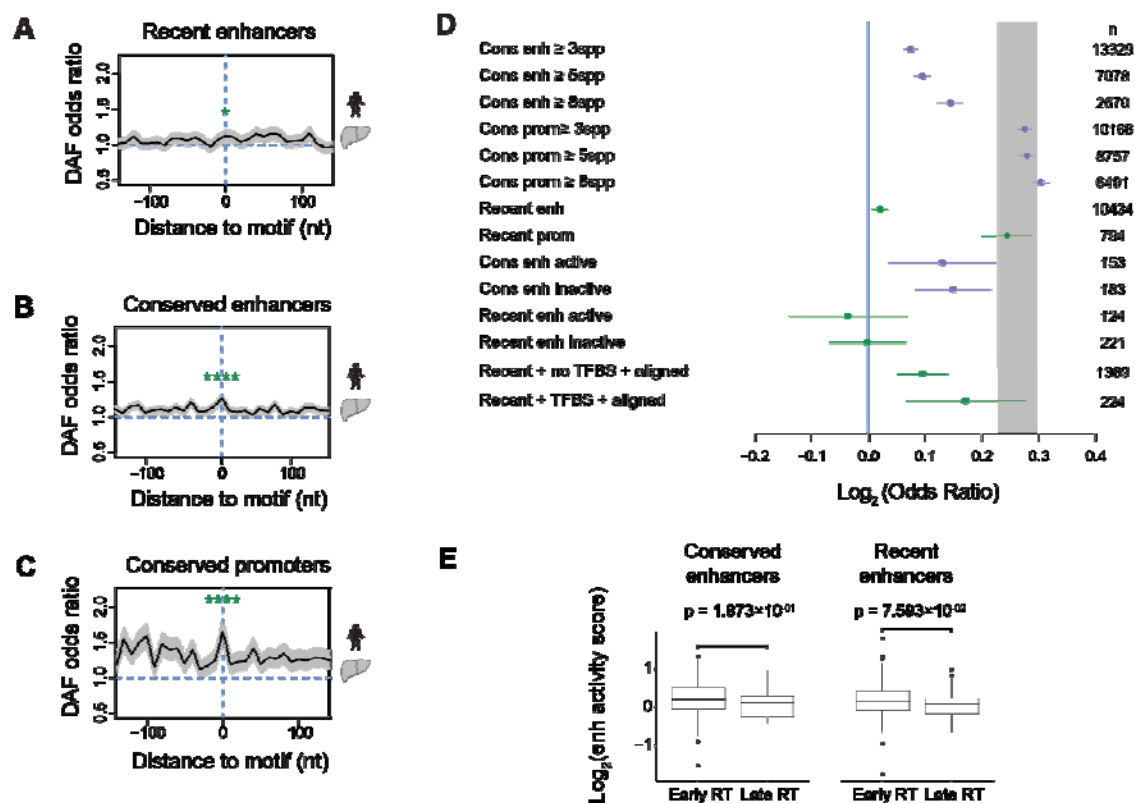 A
Recent enhancers
DAF odds ratio
2.0
1.5
1.0
0.5
*
−100
0
100
Distance to motif (nt)
B
Conserved enhancers
DAF odds ratio
2.0
1.5
1.0
0.5
****
−100
0
100
Distance to motif (nt)
C
Conserved promoters
DAF odds ratio
2.0
1.5
1.0
0.5
****
−100
0
100
Distance to motif (nt)
D
n
Cons enh ≥ 3spp
13329
Cons enh ≥ 5spp
7078
Cons enh ≥ 8spp
Cons prom≥ 3spp
10166
Cons prom ≥ 5spp
8757
Cons prom ≥ 8spp
Recent enh
10434
Recent prom
Cons enh active
153
Cons enh inactive
183
Recent enh active
124
Recent enh inactive
221
Recent + no TFBS + aligned
Recent + TFBS + aligned
224
−0.2
0.0
0.1
0.2
0.3
0.4
Log2 (Odds Ratio)
E
Conserved
enhancers
Recent
enhancers
Log2(enh activity score)
1
0
−1
Early RT Late RT
Early RT Late RT